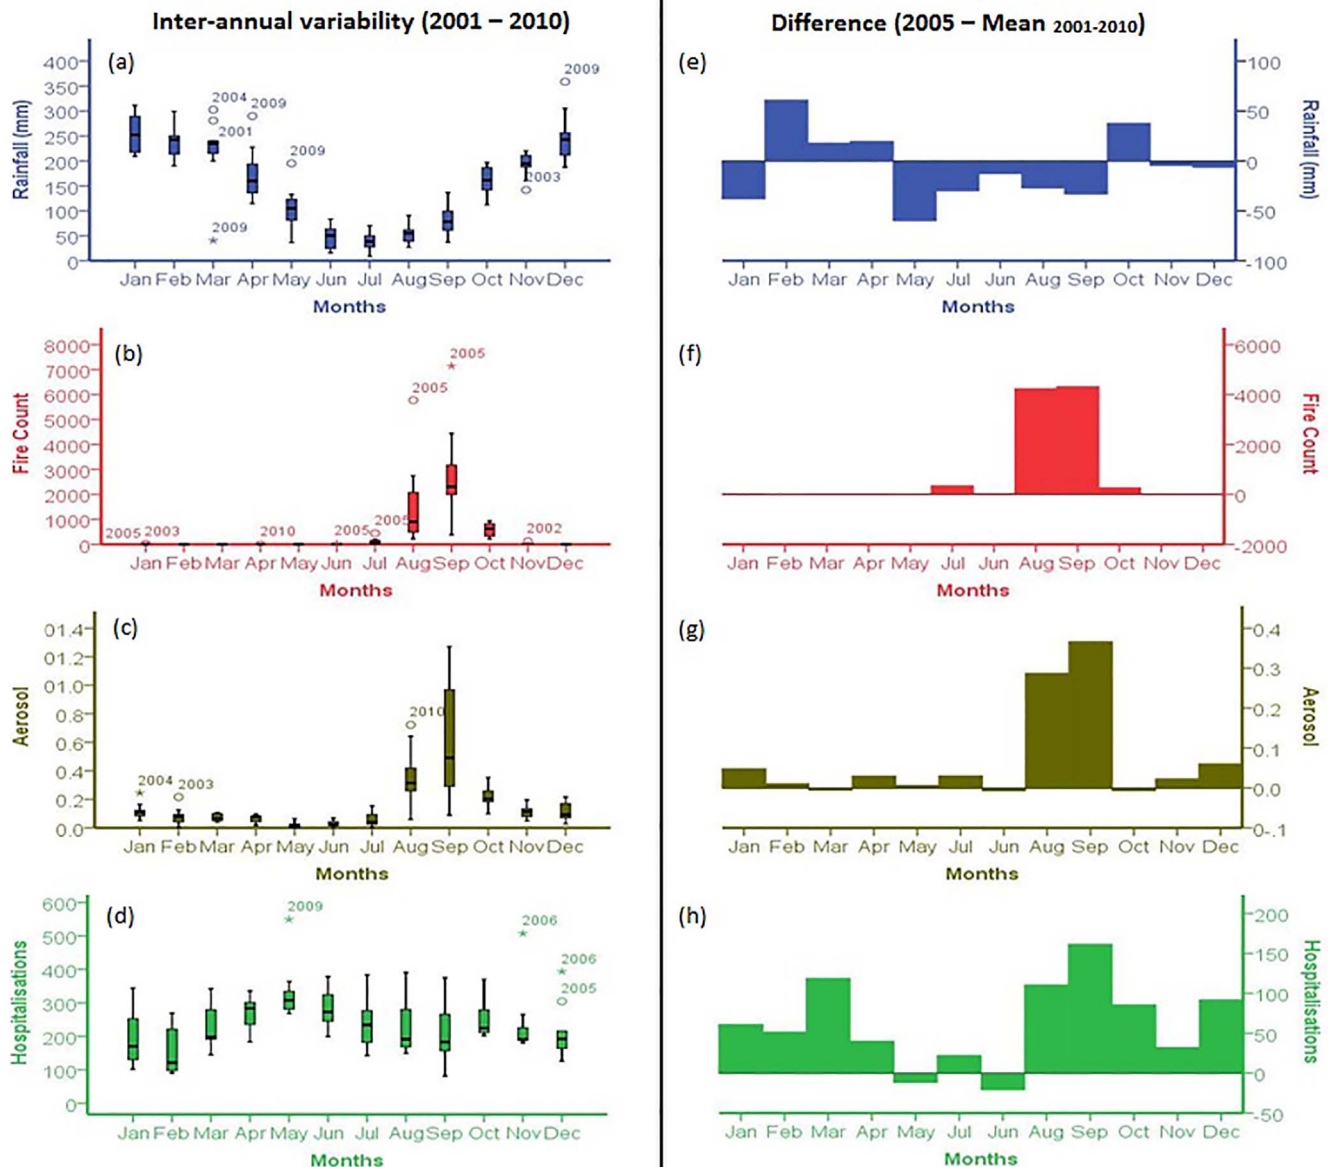 Inter-annual variability (2001 – 2010)
Difference (2005 – Mean 2001-2010)
(a)
Rainfall (mm)
400
350
300
250
200
150
100
50
0
2004
2001
2009
2009
2009
2003
2009
Jan Feb Mar Apr May Jun Jul Aug Sep Oct Nov Dec
Months
(e)
100
50
0
-50
-100
Rainfall (mm)
Jan Feb Mar Apr May Jul Jun Aug Sep Oct Nov Dec
Months
(b)
Fire Count
8000
7000
6000
5000
4000
3000
2000
1000
0
2005 2003
2010
2005
2005
2005
2005
2002
Jan Feb Mar Apr May Jun Jul Aug Sep Oct Nov Dec
Months
(f)
6000
4000
2000
0
-2000
Fire Count
Jan Feb Mar Apr May Jul Jun Aug Sep Oct Nov Dec
Months
(c)
Aerosol
01.4
01.2
01.0
0.8
0.6
0.4
0.2
0.0
2004
2003
2010
Jan Feb Mar Apr May Jun Jul Aug Sep Oct Nov Dec
Months
(g)
0.4
0.3
0.2
0.1
0.0
0-.1
Aerosol
Jan Feb Mar Apr May Jul Jun Aug Sep Oct Nov Dec
Months
(d)
Hospitalisations
600
500
400
300
200
100
0
2009
2006
2006
2005
Jan Feb Mar Apr May Jun Jul Aug Sep Oct Nov Dec
Months
(h)
200
150
100
50
0
-50
Hospitalisations
Jan Feb Mar Apr May Jul Jun Aug Sep Oct Nov Dec
Months